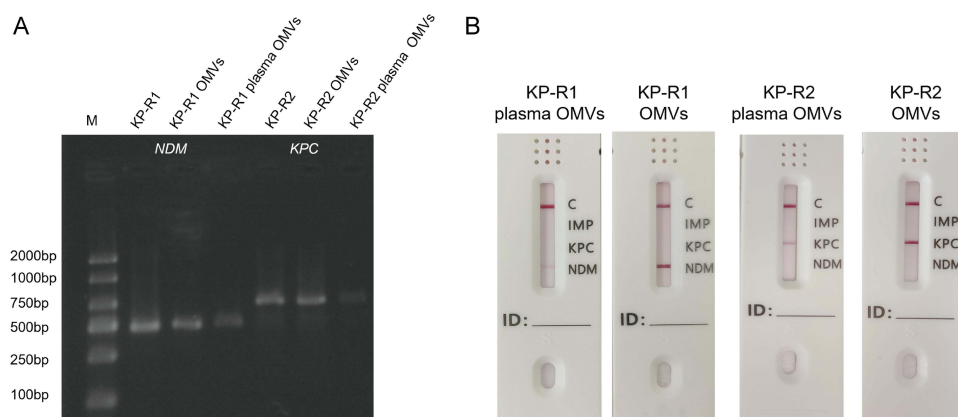 A
M
KP-R1
KP-R1 OMVs
KP-R1 plasma OMVs
KP-R2
KP-R2 OMVs
KP-R2 plasma OMVs
NDM
KPC
2000bp
1000bp
750bp
500bp
250bp
100bp
B
KP-R1
plasma OMVs
C
IMP
KPC
NDM
ID:
KP-R1
OMVs
C
IMP
KPC
NDM
ID:
KP-R2
plasma OMVs
C
IMP
KPC
NDM
ID:
KP-R2
OMVs
C
IMP
KPC
NDM
ID: